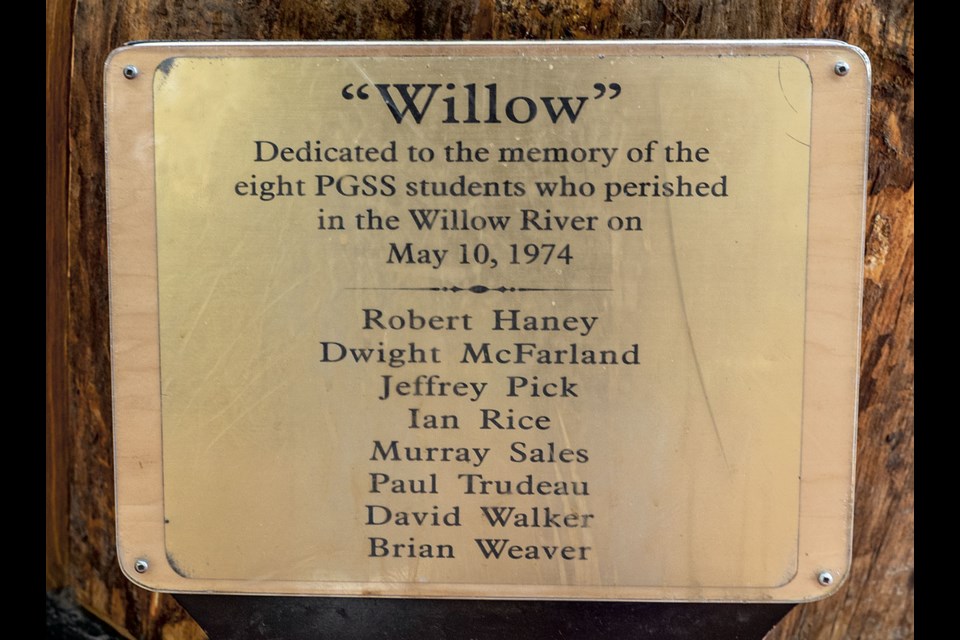 “Willow”
Dedicated to the memory of the
eight PGSS students who perished
in the Willow River on
May 10, 1974
Robert Haney
Dwight McFarland
Jeffrey Pick
Ian Rice
Murray Sales
Paul Trudeau
David Walker
Brian Weaver